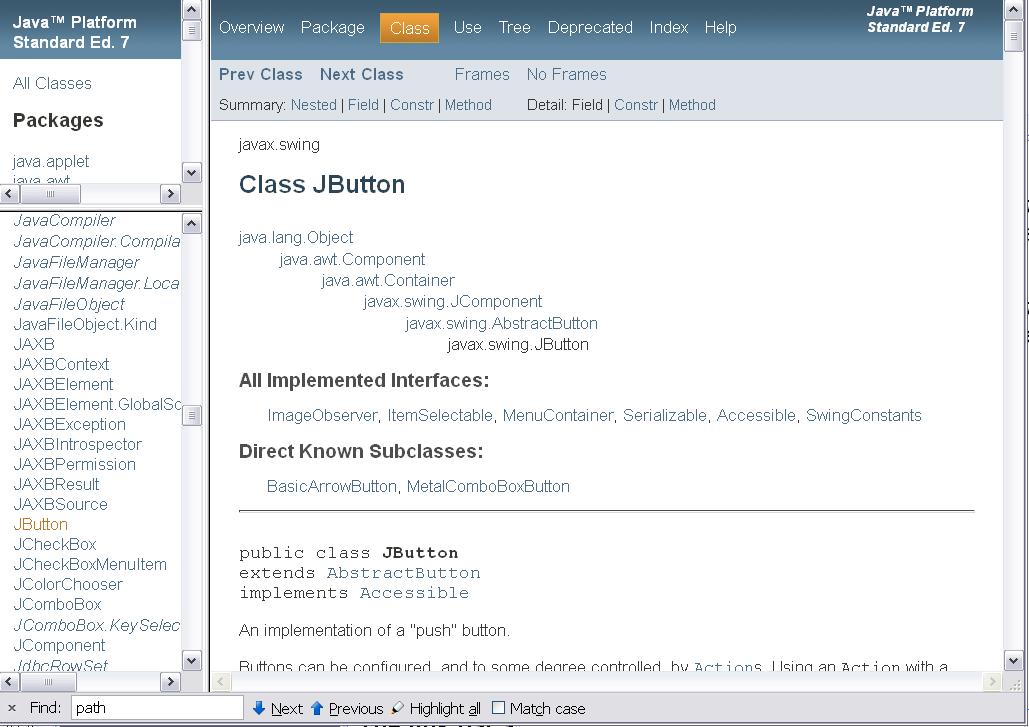 Java™ Platform
Standard Ed. 7
All Classes
Packages
java.applet
java.awt
JavaCompiler
JavaCompiler.Compila
JavaFileManager
JavaFileManager.Loca
JavaFileObject
JavaFileObject.Kind
JAXB
JAXBContext
JAXBElement
JAXBElement.GlobalSc
JAXBException
JAXBIntrospector
JAXBPermission
JAXBResult
JAXBSource
JButton
JCheckBox
JCheckBoxMenuItem
JColorChooser
JComboBox
JComboBox.KeySelec
JComponent
JdbcRowSet
Overview Package Class Use Tree Deprecated Index Help
Java™ Platform
Standard Ed. 7
Prev Class Next Class Frames No Frames
Summary: Nested | Field | Constr | Method Detail: Field | Constr | Method
javax.swing
Class JButton
java.lang.Object
java.awt.Component
java.awt.Container
javax.swing.JComponent
javax.swing.AbstractButton
javax.swing.JButton
All Implemented Interfaces:
ImageObserver, ItemSelectable, MenuContainer, Serializable, Accessible, SwingConstants
Direct Known Subclasses:
BasicArrowButton, MetalComboBoxButton
public class JButton
extends AbstractButton
implements Accessible
An implementation of a "push" button.
Buttons can be configured, and to some degree controlled, by Actions. Using an Action with a
× Find: path Next Previous Highlight all Match case